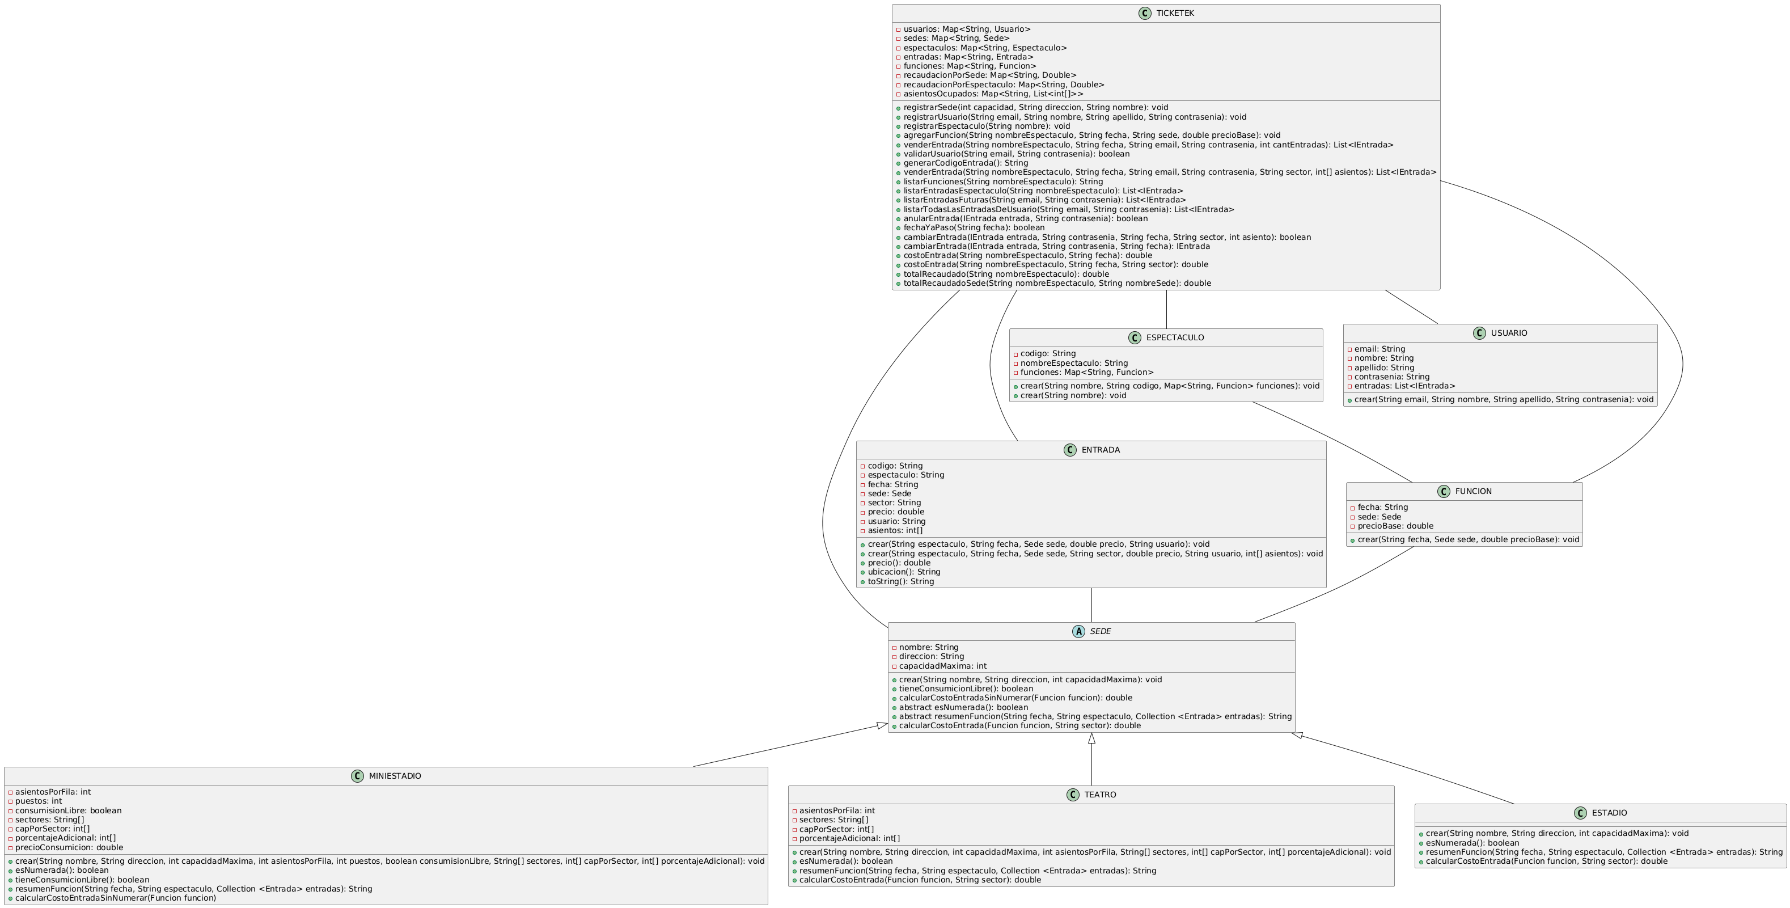 C TICKETEK
usuarios: Map<String, Usuario>
sedes: Map<String, Sede>
espectaculos: Map<String, Espectaculo>
entradas: Map<String, Entrada>
funciones: Map<String, Funcion>
recaudacionPorSede: Map<String, Double>
recaudacionPorEspectaculo: Map<String, Double>
asientosOcupados: Map<String, List<int[]>>
registrarSede(int capacidad, String direccion, String nombre): void
registrarUsuario(String email, String nombre, String apellido, String contrasenia): void
registrarEspectaculo(String nombre): void
agregarFuncion(String nombreEspectaculo, String fecha, String sede, double precioBase): void
venderEntrada(String nombreEspectaculo, String fecha, String email, String contrasenia, int cantEntradas): List<IEntrada>
validarUsuario(String email, String contrasenia): boolean
generarCodigoEntrada(): String
venderEntrada(String nombreEspectaculo, String fecha, String email, String contrasenia, String sector, int[] asientos): List<IEntrada>
listarFunciones(String nombreEspectaculo): String
listarEntradasEspectaculo(String nombreEspectaculo): List<IEntrada>
listarEntradasFuturas(String email, String contrasenia): List<IEntrada>
listarTodasLasEntradasDeUsuario(String email, String contrasenia): List<IEntrada>
anularEntrada(IEntrada entrada, String contrasenia): boolean
fechaYaPaso(String fecha): boolean
cambiarEntrada(IEntrada entrada, String contrasenia, String fecha, String sector, int asiento): boolean
cambiarEntrada(IEntrada entrada, String contrasenia, String fecha): IEntrada
costoEntrada(String nombreEspectaculo, String fecha): double
costoEntrada(String nombreEspectaculo, String fecha, String sector): double
totalRecaudado(String nombreEspectaculo): double
totalRecaudadoSede(String nombreEspectaculo, String nombreSede): double
C ESPECTACULO
codigo: String
nombreEspectaculo: String
funciones: Map<String, Funcion>
crear(String nombre, String codigo, Map<String, Funcion> funciones): void
crear(String nombre): void
C USUARIO
email: String
nombre: String
apellido: String
contrasenia: String
entradas: List<IEntrada>
crear(String email, String nombre, String apellido, String contrasenia): void
C ENTRADA
codigo: String
espectaculo: String
fecha: String
sede: Sede
sector: String
precio: double
usuario: String
asientos: int[]
crear(String espectaculo, String fecha, Sede sede, double precio, String usuario): void
crear(String espectaculo, String fecha, Sede sede, String sector, double precio, String usuario, int[] asientos): void
precio(): double
ubicacion(): String
toString(): String
C FUNCION
fecha: String
sede: Sede
precioBase: double
crear(String fecha, Sede sede, double precioBase): void
A SEDE
nombre: String
direccion: String
capacidadMaxima: int
crear(String nombre, String direccion, int capacidadMaxima): void
tieneConsumicionLibre(): boolean
calcularCostoEntradaSinNumerar(Funcion funcion): double
abstract esNumerada(): boolean
abstract resumenFuncion(String fecha, String espectaculo, Collection <Entrada> entradas): String
calcularCostoEntrada(Funcion funcion, String sector): double
C MINIESTADIO
asientosPorFila: int
puestos: int
consumisionLibre: boolean
sectores: String[]
capPorSector: int[]
porcentajeAdicional: int[]
precioConsumicion: double
crear(String nombre, String direccion, int capacidadMaxima, int asientosPorFila, int puestos, boolean consumisionLibre, String[] sectores, int[] capPorSector, int[] porcentajeAdicional): void
esNumerada(): boolean
tieneConsumicionLibre(): boolean
resumenFuncion(String fecha, String espectaculo, Collection <Entrada> entradas): String
calcularCostoEntradaSinNumerar(Funcion funcion)
C TEATRO
asientosPorFila: int
sectores: String[]
capPorSector: int[]
porcentajeAdicional: int[]
crear(String nombre, String direccion, int capacidadMaxima, int asientosPorFila, String[] sectores, int[] capPorSector, int[] porcentajeAdicional): void
esNumerada(): boolean
resumenFuncion(String fecha, String espectaculo, Collection <Entrada> entradas): String
calcularCostoEntrada(Funcion funcion, String sector): double
C ESTADIO
crear(String nombre, String direccion, int capacidadMaxima): void
esNumerada(): boolean
resumenFuncion(String fecha, String espectaculo, Collection <Entrada> entradas): String
calcularCostoEntrada(Funcion funcion, String sector): double